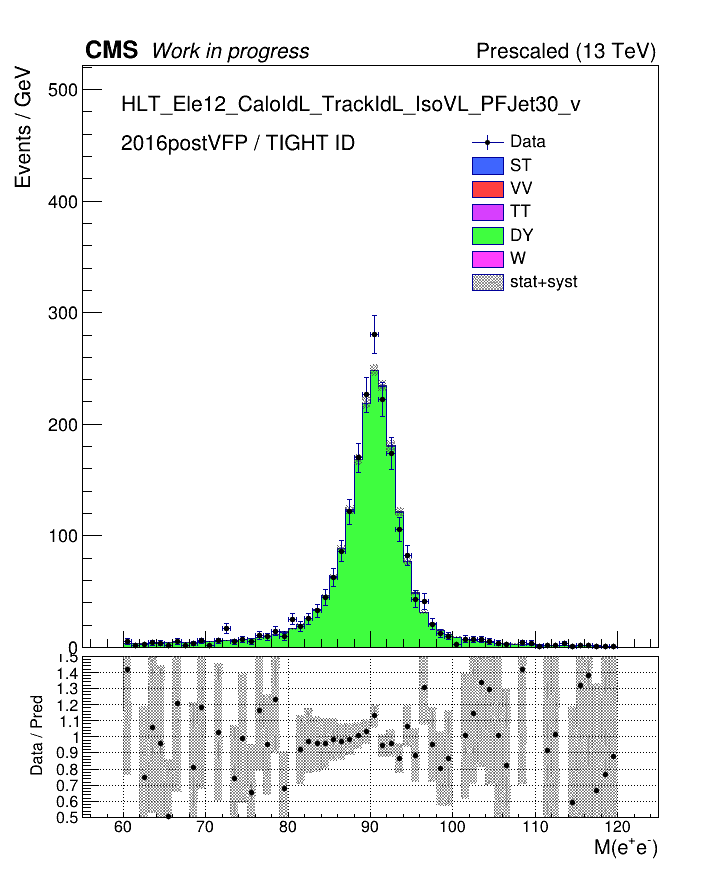 CMS Work in progress Prescaled (13 TeV)
Events / GeV
HLT_Ele12_CaloIdL_TrackIdL_IsoVL_PFJet30_v
2016postVFP / TIGHT ID
Data
ST
VV
TT
DY
W
stat+syst
500
400
300
200
100
0
Data / Pred
1.5
1.4
1.3
1.2
1.1
1
0.9
0.8
0.7
0.6
0.5
60 70 80 90 100 110 120
M(e⁺e⁻)